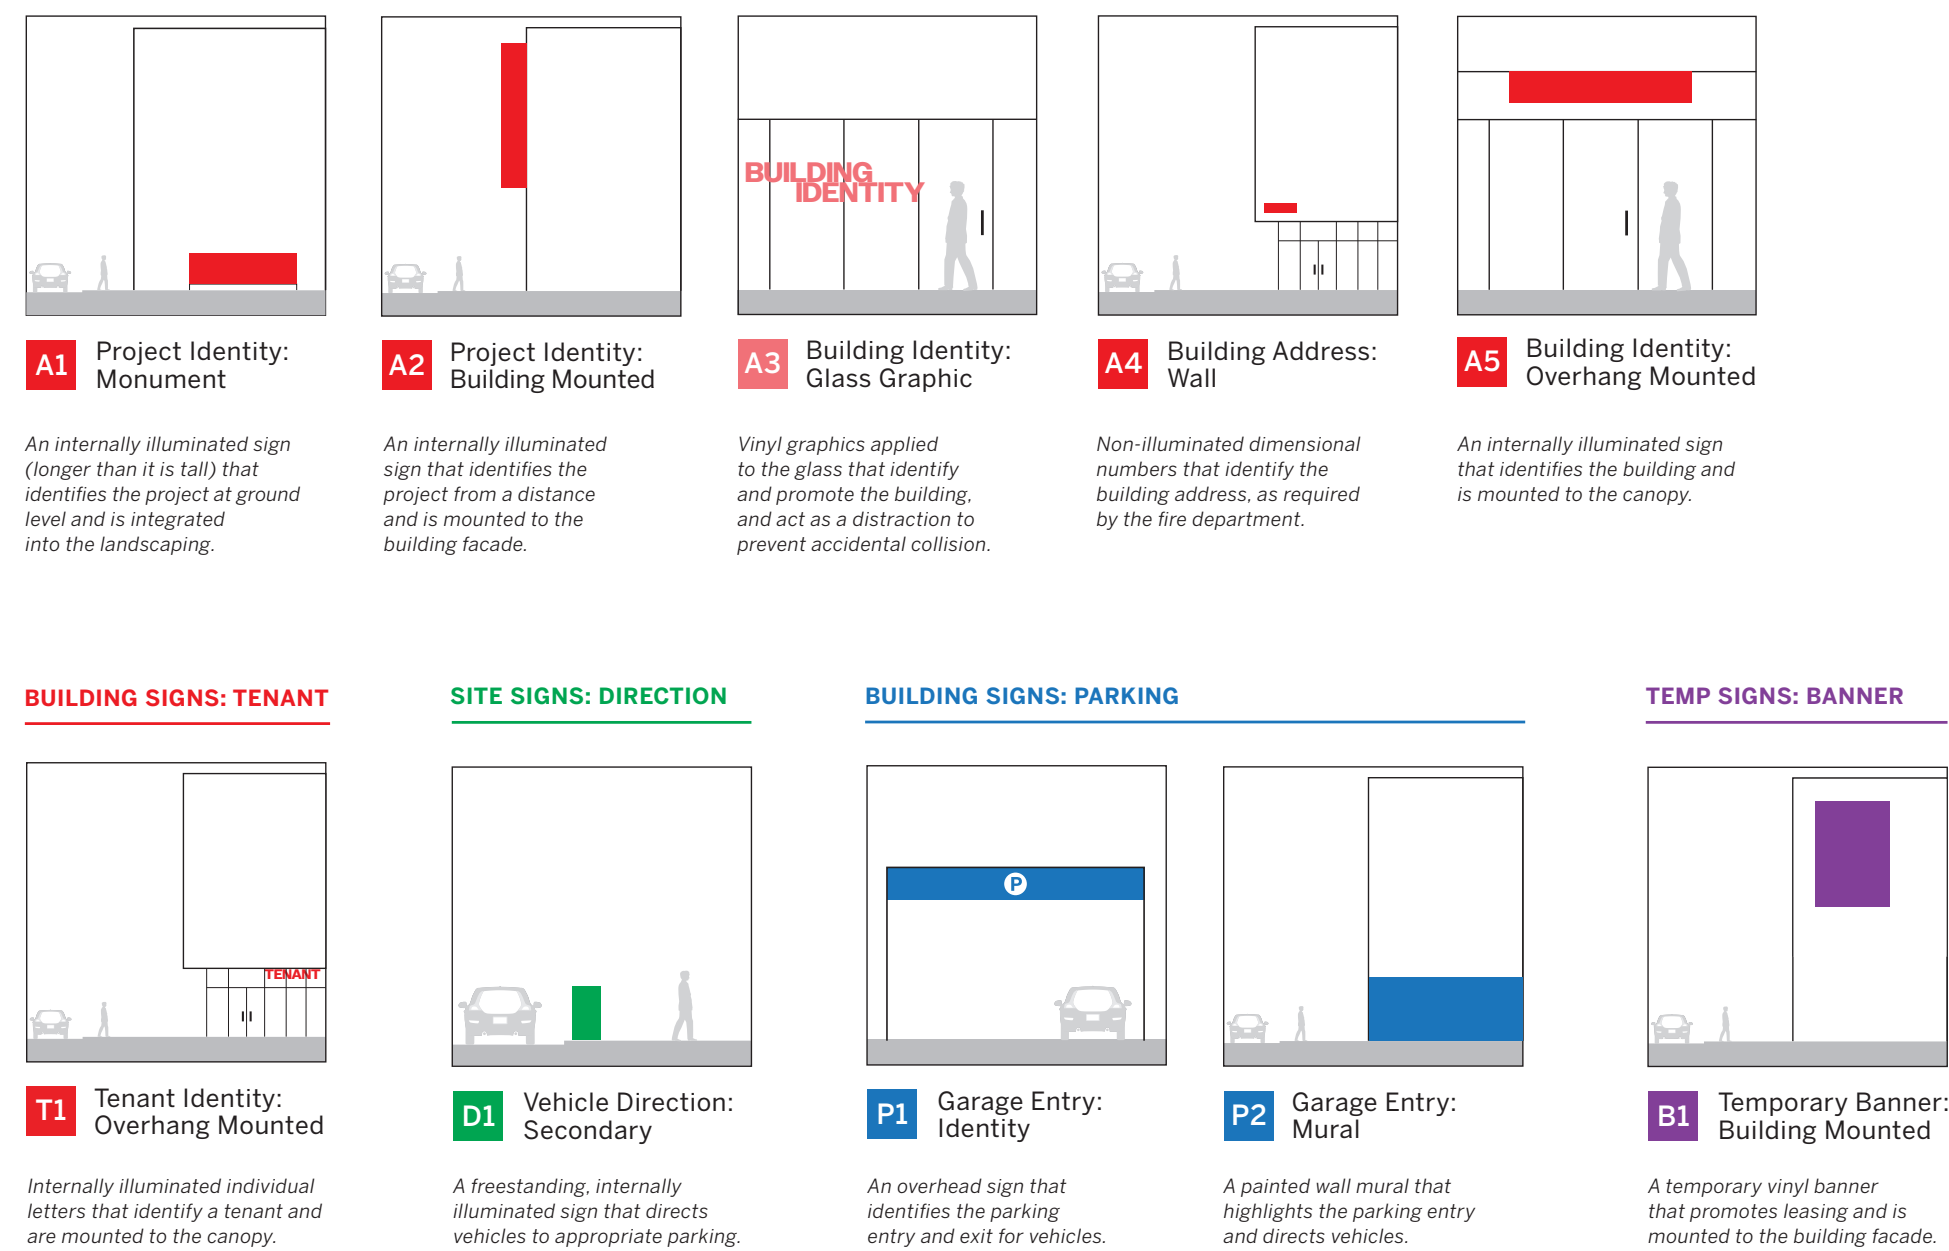 BUILDING
IDENTITY
A1
Project Identity:
Monument
An internally illuminated sign
(longer than it is tall) that
identifies the project at ground
level and is integrated
into the landscaping.
A2
Project Identity:
Building Mounted
An internally illuminated
sign that identifies the
project from a distance
and is mounted to the
building facade.
A3
Building Identity:
Glass Graphic
Vinyl graphics applied
to the glass that identify
and promote the building,
and act as a distraction to
prevent accidental collision.
A4
Building Address:
Wall
Non-illuminated dimensional
numbers that identify the
building address, as required
by the fire department.
A5
Building Identity:
Overhang Mounted
An internally illuminated sign
that identifies the building and
is mounted to the canopy.
BUILDING SIGNS: TENANT
TENANT
T1
Tenant Identity:
Overhang Mounted
Internally illuminated individual
letters that identify a tenant and
are mounted to the canopy.
SITE SIGNS: DIRECTION
D1
Vehicle Direction:
Secondary
A freestanding, internally
illuminated sign that directs
vehicles to appropriate parking.
BUILDING SIGNS: PARKING
P
P1
Garage Entry:
Identity
An overhead sign that
identifies the parking
entry and exit for vehicles.
P2
Garage Entry:
Mural
A painted wall mural that
highlights the parking entry
and directs vehicles.
TEMP SIGNS: BANNER
B1
Temporary Banner:
Building Mounted
A temporary vinyl banner
that promotes leasing and is
mounted to the building facade.